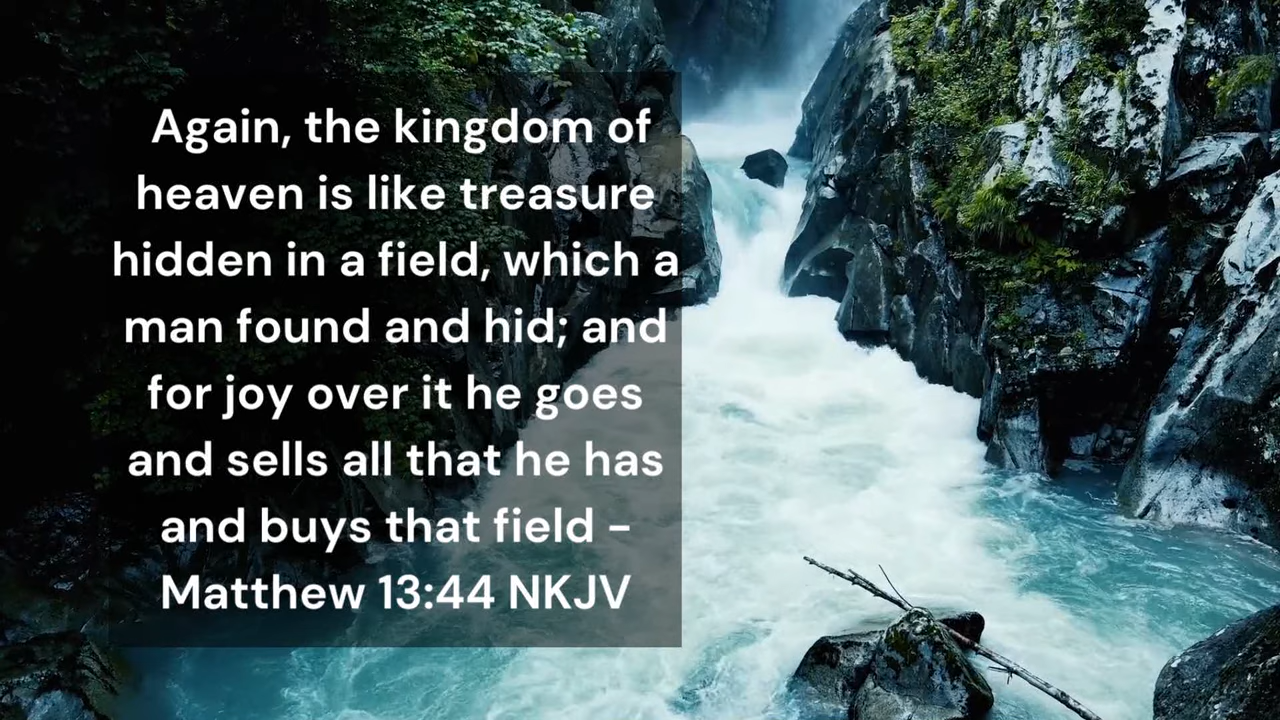 Again, the kingdom of
heaven is like treasure
hidden in a field, which a
man found and hid; and
for joy over it he goes
and sells all that he has
and buys that field -
Matthew 13:44 NKJV